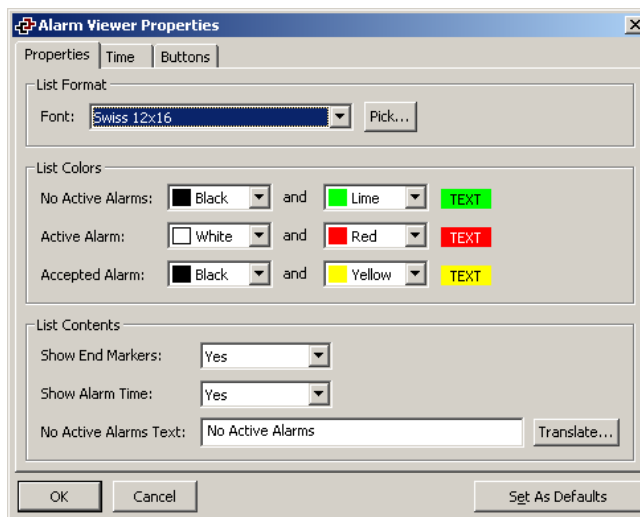 Alarm Viewer Properties
Properties Time Buttons
List Format
Font: Swiss 12x16 Pick...
List Colors
No Active Alarms: Black and Lime TEXT
Active Alarm: White and Red TEXT
Accepted Alarm: Black and Yellow TEXT
List Contents
Show End Markers: Yes
Show Alarm Time: Yes
No Active Alarms Text: No Active Alarms Translate...
OK Cancel Set As Defaults